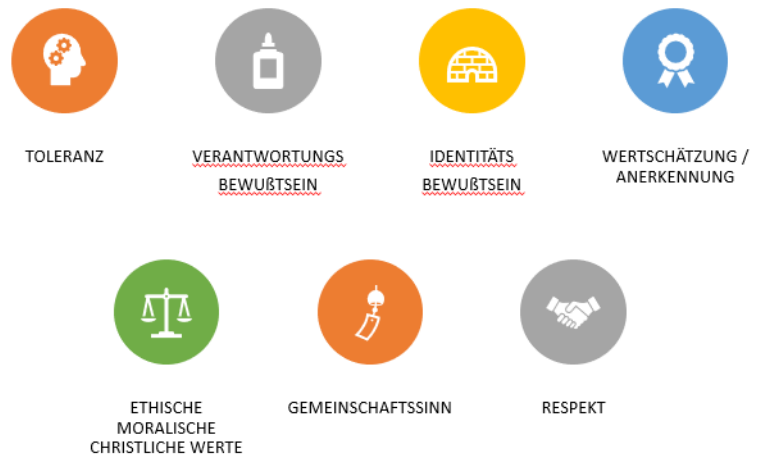 TOLERANZ
VERANTWORTUNGS
BEWUßTSEIN
IDENTITÄTS
BEWUßTSEIN
WERTSCHÄTZUNG /
ANERKENNUNG
ETHISCHE
MORALISCHE
CHRISTLICHE WERTE
GEMEINSCHAFTSSINN
RESPEKT